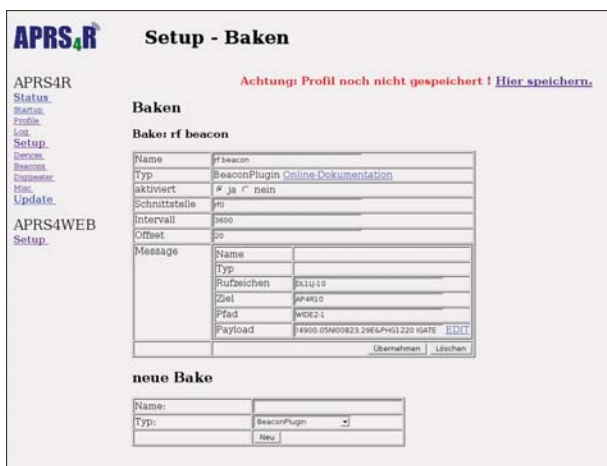 APRS4R
Setup - Baken
APRS4R
Status
Startup
Profile
Log
Setup
Devices
Beacons
Digipeater
Misc
Update
APRS4WEB
Setup
Achtung: Profil noch nicht gespeichert ! Hier speichern.
Baken
Bake: rf beacon
Name rf beacon
Typ BeaconPlugin Online-Dokumentation
aktiviert ja nein
Schnittstelle rf0
Intervall 3600
Offset 20
Message
Name
Typ
Rufzeichen
Ziel AP4R10
Pfad WIDE2-1
Payload IGATE EDIT
Übernehmen Löschen
neue Bake
Name:
Typ: BeaconPlugin
Neu